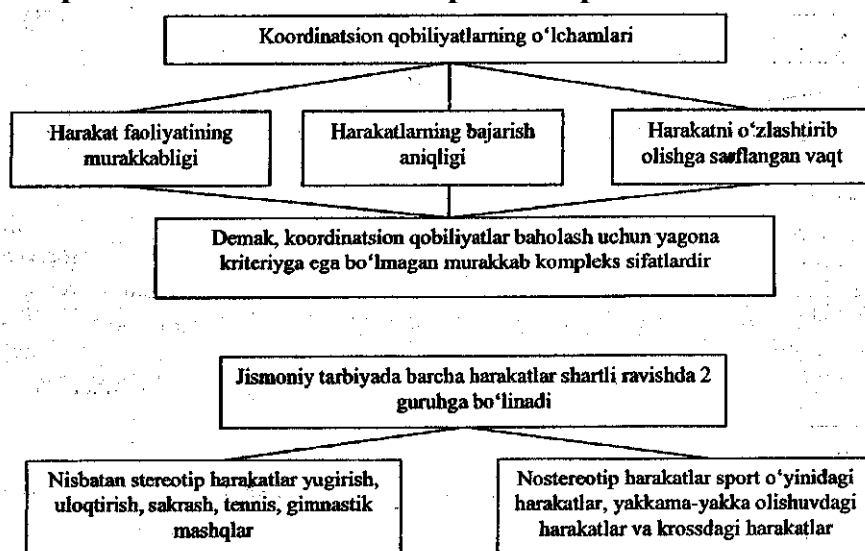 Koordinatsion qobiliyatlarning o‘lchamlari
Harakat faoliyatining
murakkabligi
Harakatlarning bajarish
aniqligi
Harakatni o‘zlashtirib
olishga sarflangan vaqt
Demak, koordinatsion qobiliyatlar baholash uchun yagona
kriteriyga ega bo‘lmagan murakkab kompleks sifatlardir
Jismoniy tarbiyada barcha harakatlar shartli ravishda 2
guruhga bo‘linadi
Nisbatan stereotip harakatlar yugirish,
uloqtirish, sakrash, tennis, gimnastik
mashqlar
Nostereotip harakatlar sport o‘yinidagi
harakatlar, yakkama-yakka olishuvdagi
harakatlar va krossdagi harakatlar